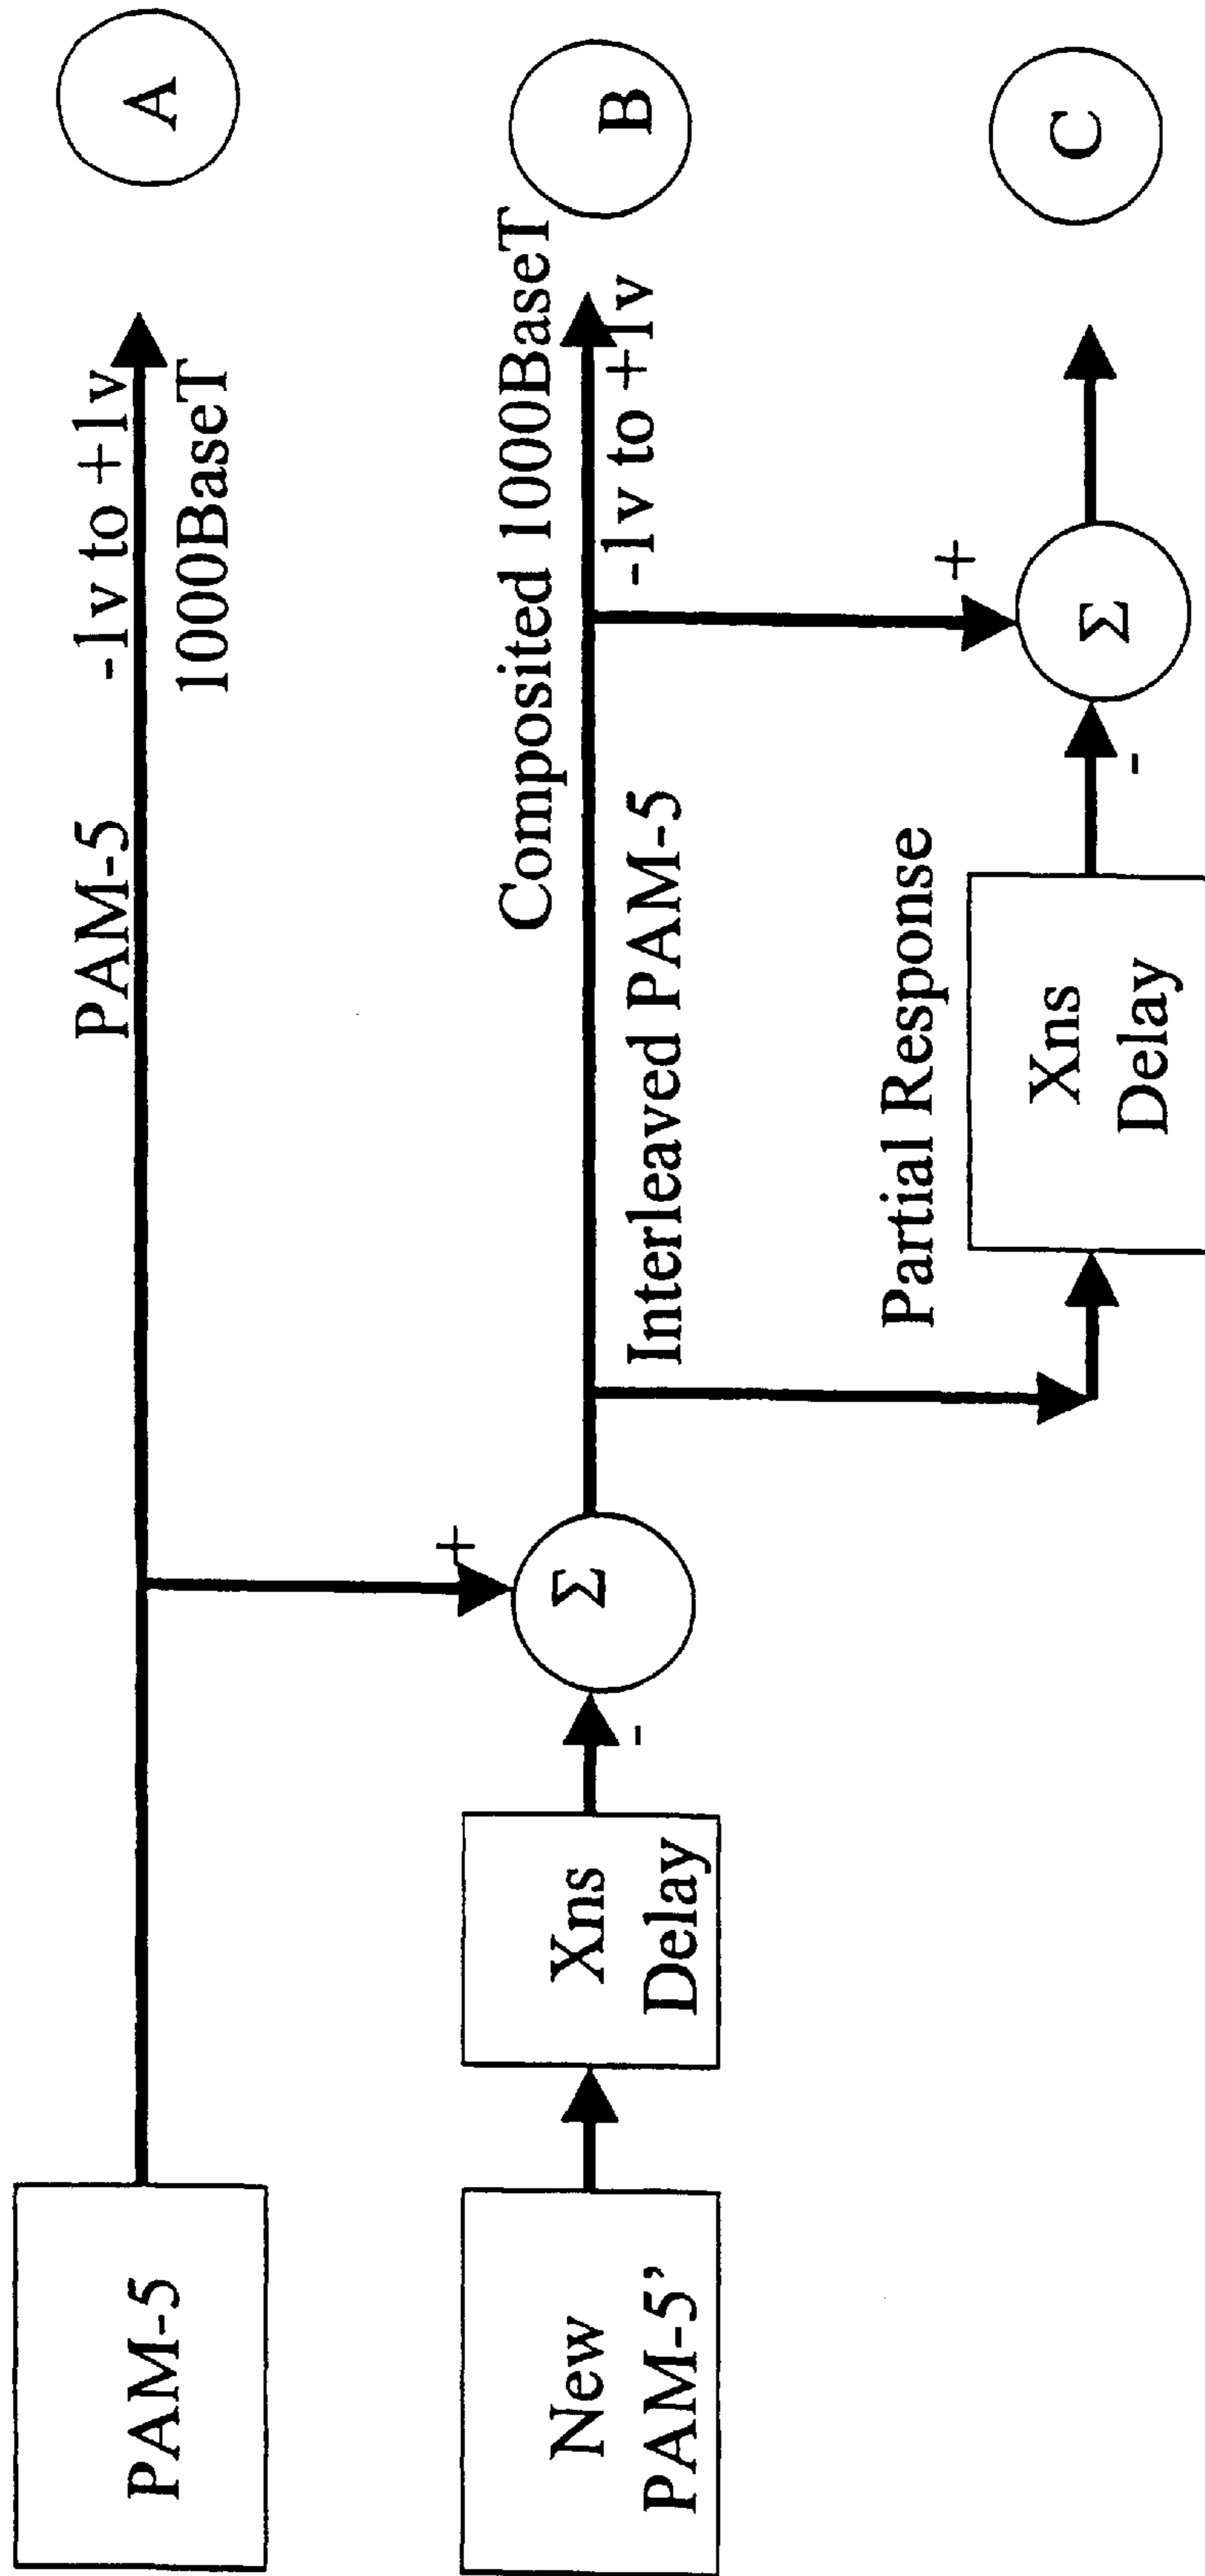 PAM-5
PAM-5
-1v to +1v
1000BaseT
A
New
PAM-5’
Xns
Delay
-
+
Σ
Composited 1000BaseT
Interleaved PAM-5
-1v to +1v
B
Partial Response
Xns
Delay
-
+
Σ
C